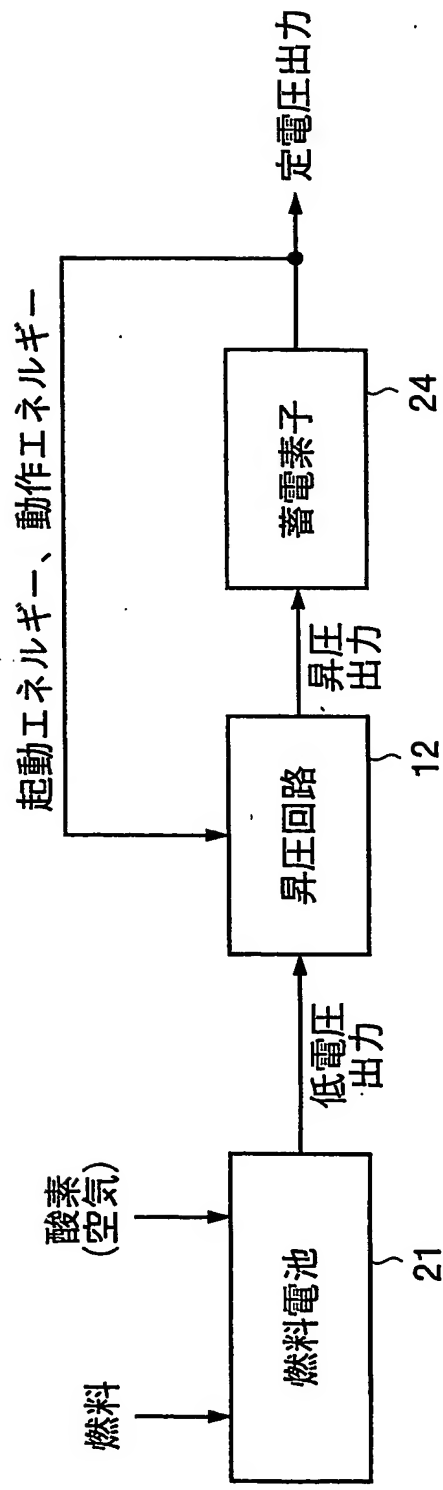 起動エネルギー、動作エネルギー
燃料
酸素
(空気)
燃料電池
21
低電圧
出力
昇圧回路
12
昇圧
出力
蓄電素子
24
定電圧出力